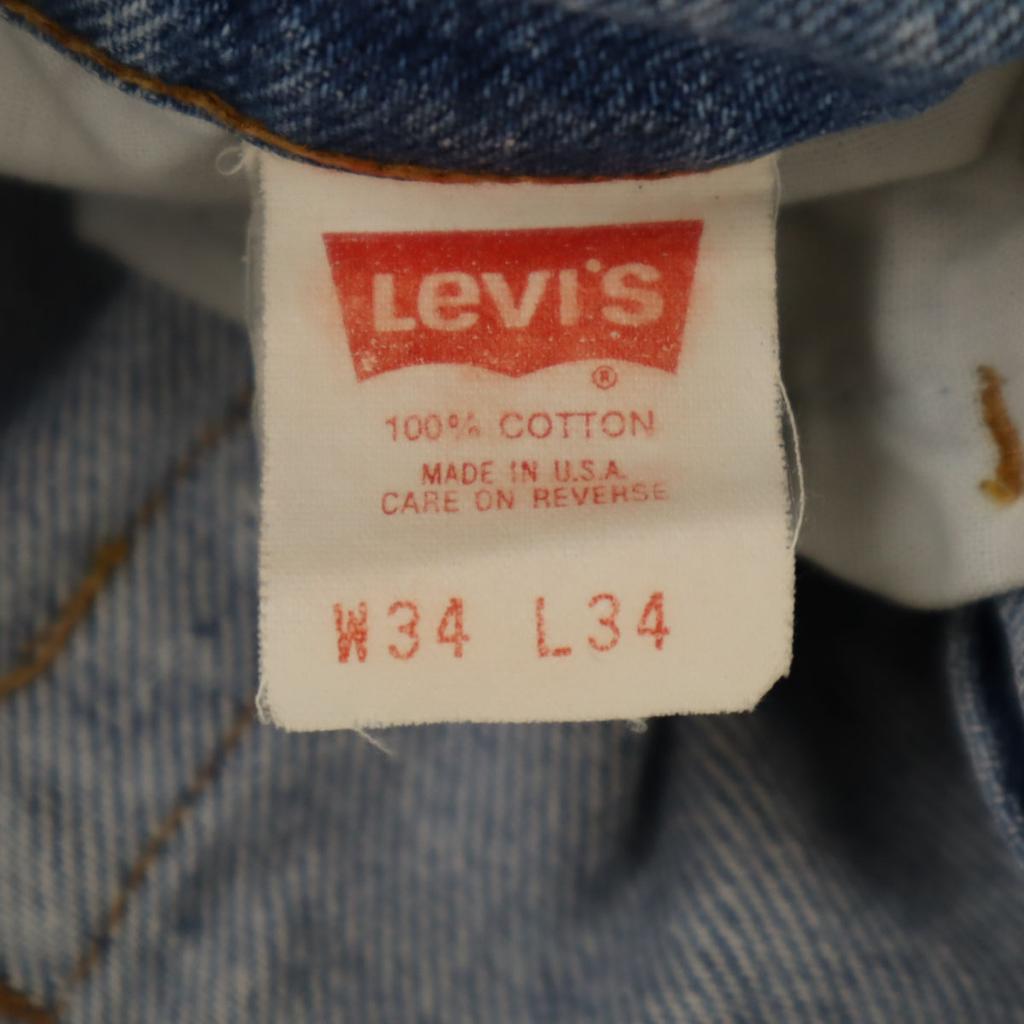 Levi's
®
100% COTTON
MADE IN U.S.A.
CARE ON REVERSE
W34 L34